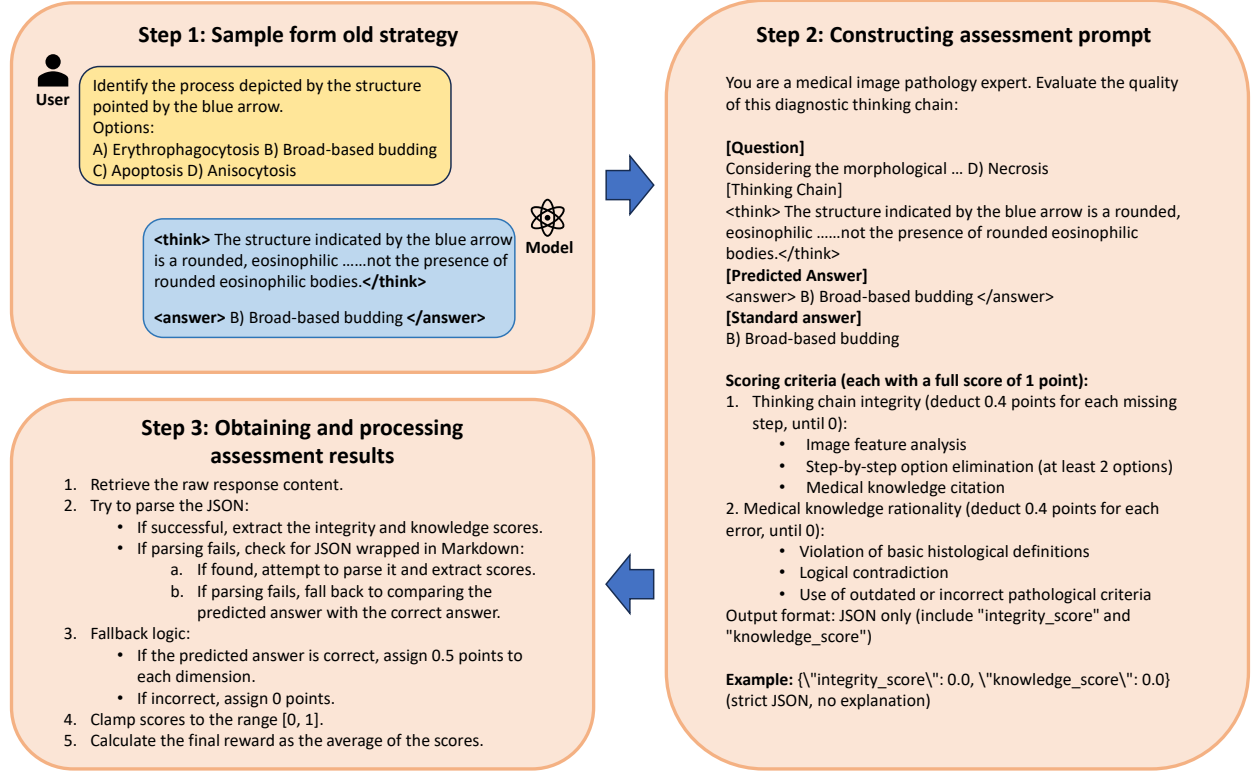 Step 1: Sample form old strategy
User
Identify the process depicted by the structure
pointed by the blue arrow.
Options:
A) Erythrophagocytosis B) Broad-based budding
C) Apoptosis D) Anisocytosis
Model
<think> The structure indicated by the blue arrow
is a rounded, eosinophilic ......not the presence of
rounded eosinophilic bodies.</think>
<answer> B) Broad-based budding </answer>
Step 2: Constructing assessment prompt
You are a medical image pathology expert. Evaluate the quality
of this diagnostic thinking chain:
[Question]
Considering the morphological ... D) Necrosis
[Thinking Chain]
<think> The structure indicated by the blue arrow is a rounded,
eosinophilic ......not the presence of rounded eosinophilic
bodies.</think>
[Predicted Answer]
<answer> B) Broad-based budding </answer>
[Standard answer]
B) Broad-based budding
Scoring criteria (each with a full score of 1 point):
1. Thinking chain integrity (deduct 0.4 points for each missing
step, until 0):
• Image feature analysis
• Step-by-step option elimination (at least 2 options)
• Medical knowledge citation
2. Medical knowledge rationality (deduct 0.4 points for each
error, until 0):
• Violation of basic histological definitions
• Logical contradiction
• Use of outdated or incorrect pathological criteria
Output format: JSON only (include "integrity_score" and
"knowledge_score")
Example: {\"integrity_score\": 0.0, \"knowledge_score\": 0.0}
(strict JSON, no explanation)
Step 3: Obtaining and processing
assessment results
1. Retrieve the raw response content.
2. Try to parse the JSON:
• If successful, extract the integrity and knowledge scores.
• If parsing fails, check for JSON wrapped in Markdown:
a. If found, attempt to parse it and extract scores.
b. If parsing fails, fall back to comparing the
predicted answer with the correct answer.
3. Fallback logic:
• If the predicted answer is correct, assign 0.5 points to
each dimension.
• If incorrect, assign 0 points.
4. Clamp scores to the range [0, 1].
5. Calculate the final reward as the average of the scores.